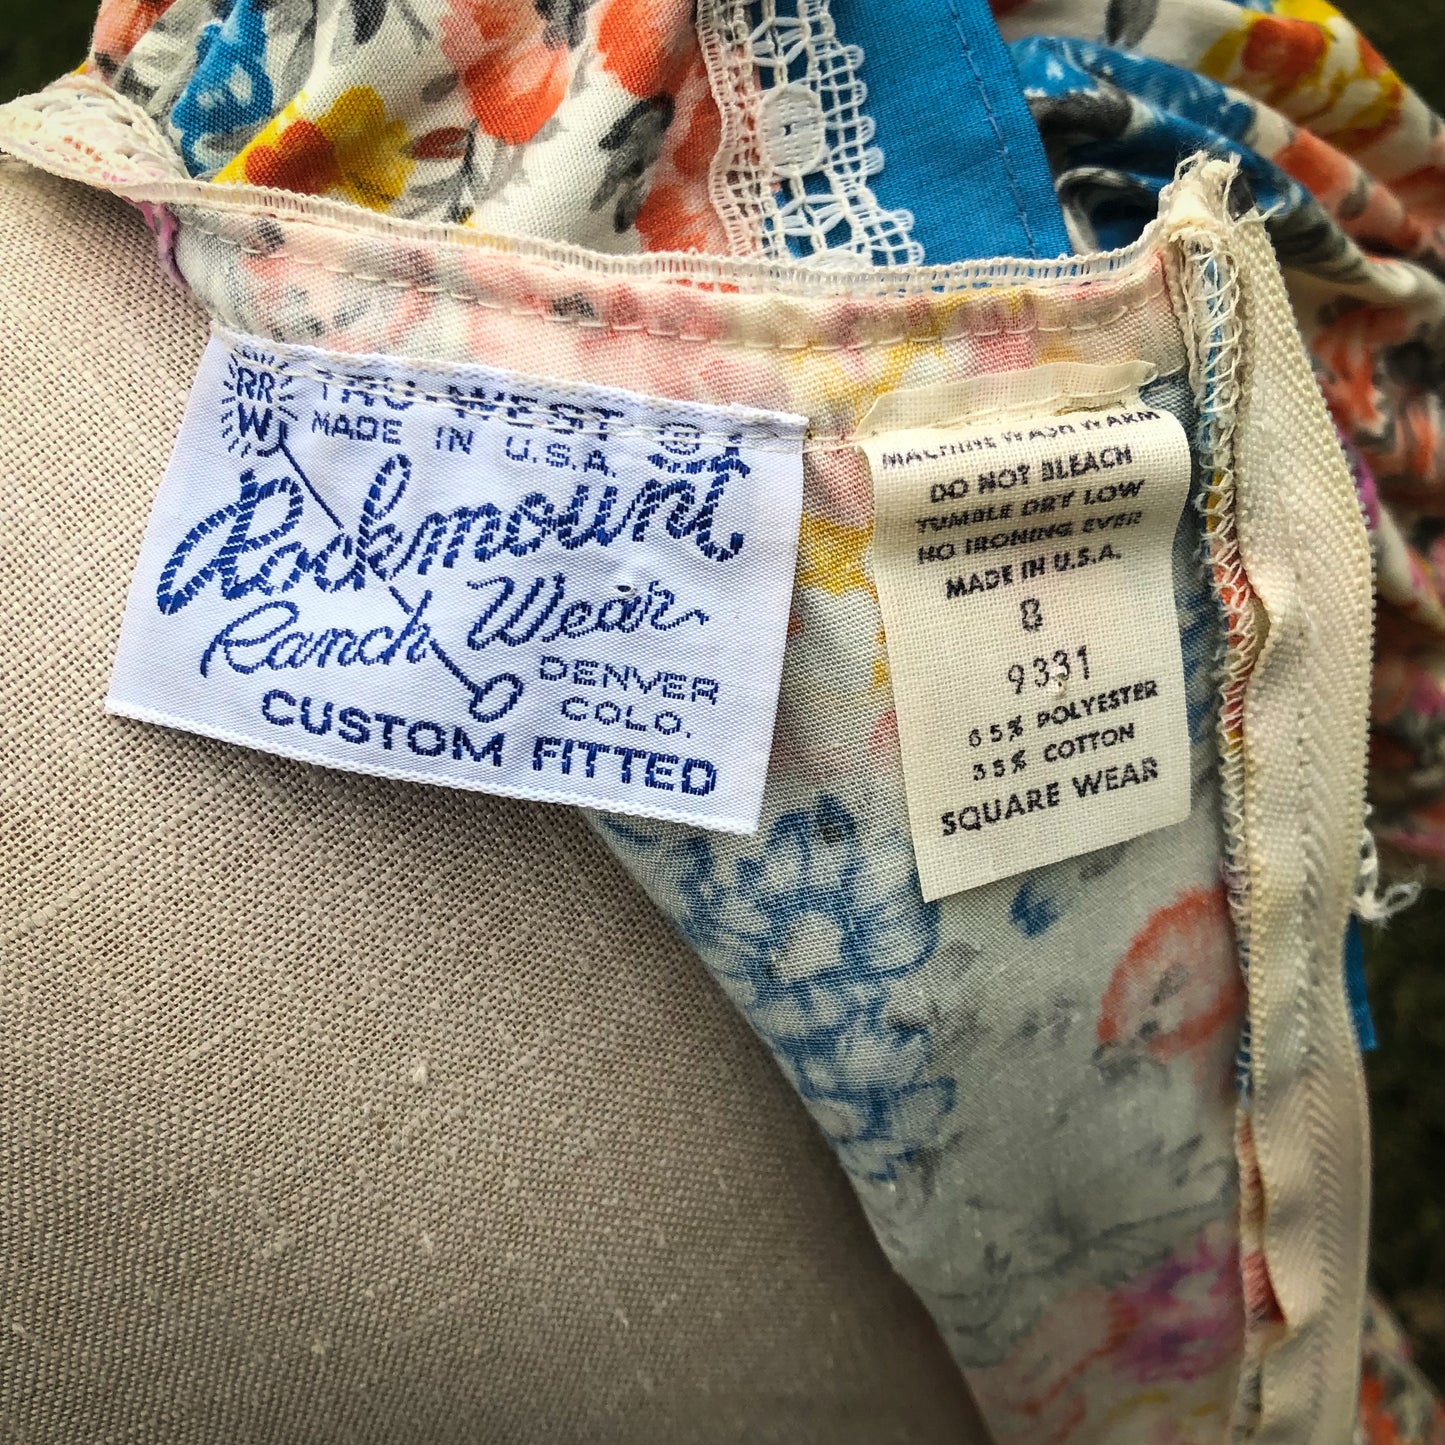 RR
W
TRU-WEST ®
MADE IN U.S.A.
Rockmount
Ranch Wear
DENVER
COLO.
CUSTOM FITTED
MACHINE WASH WARM
DO NOT BLEACH
TUMBLE DRY LOW
NO IRONING EVER
MADE IN U.S.A.
8
9331
65% POLYESTER
35% COTTON
SQUARE WEAR